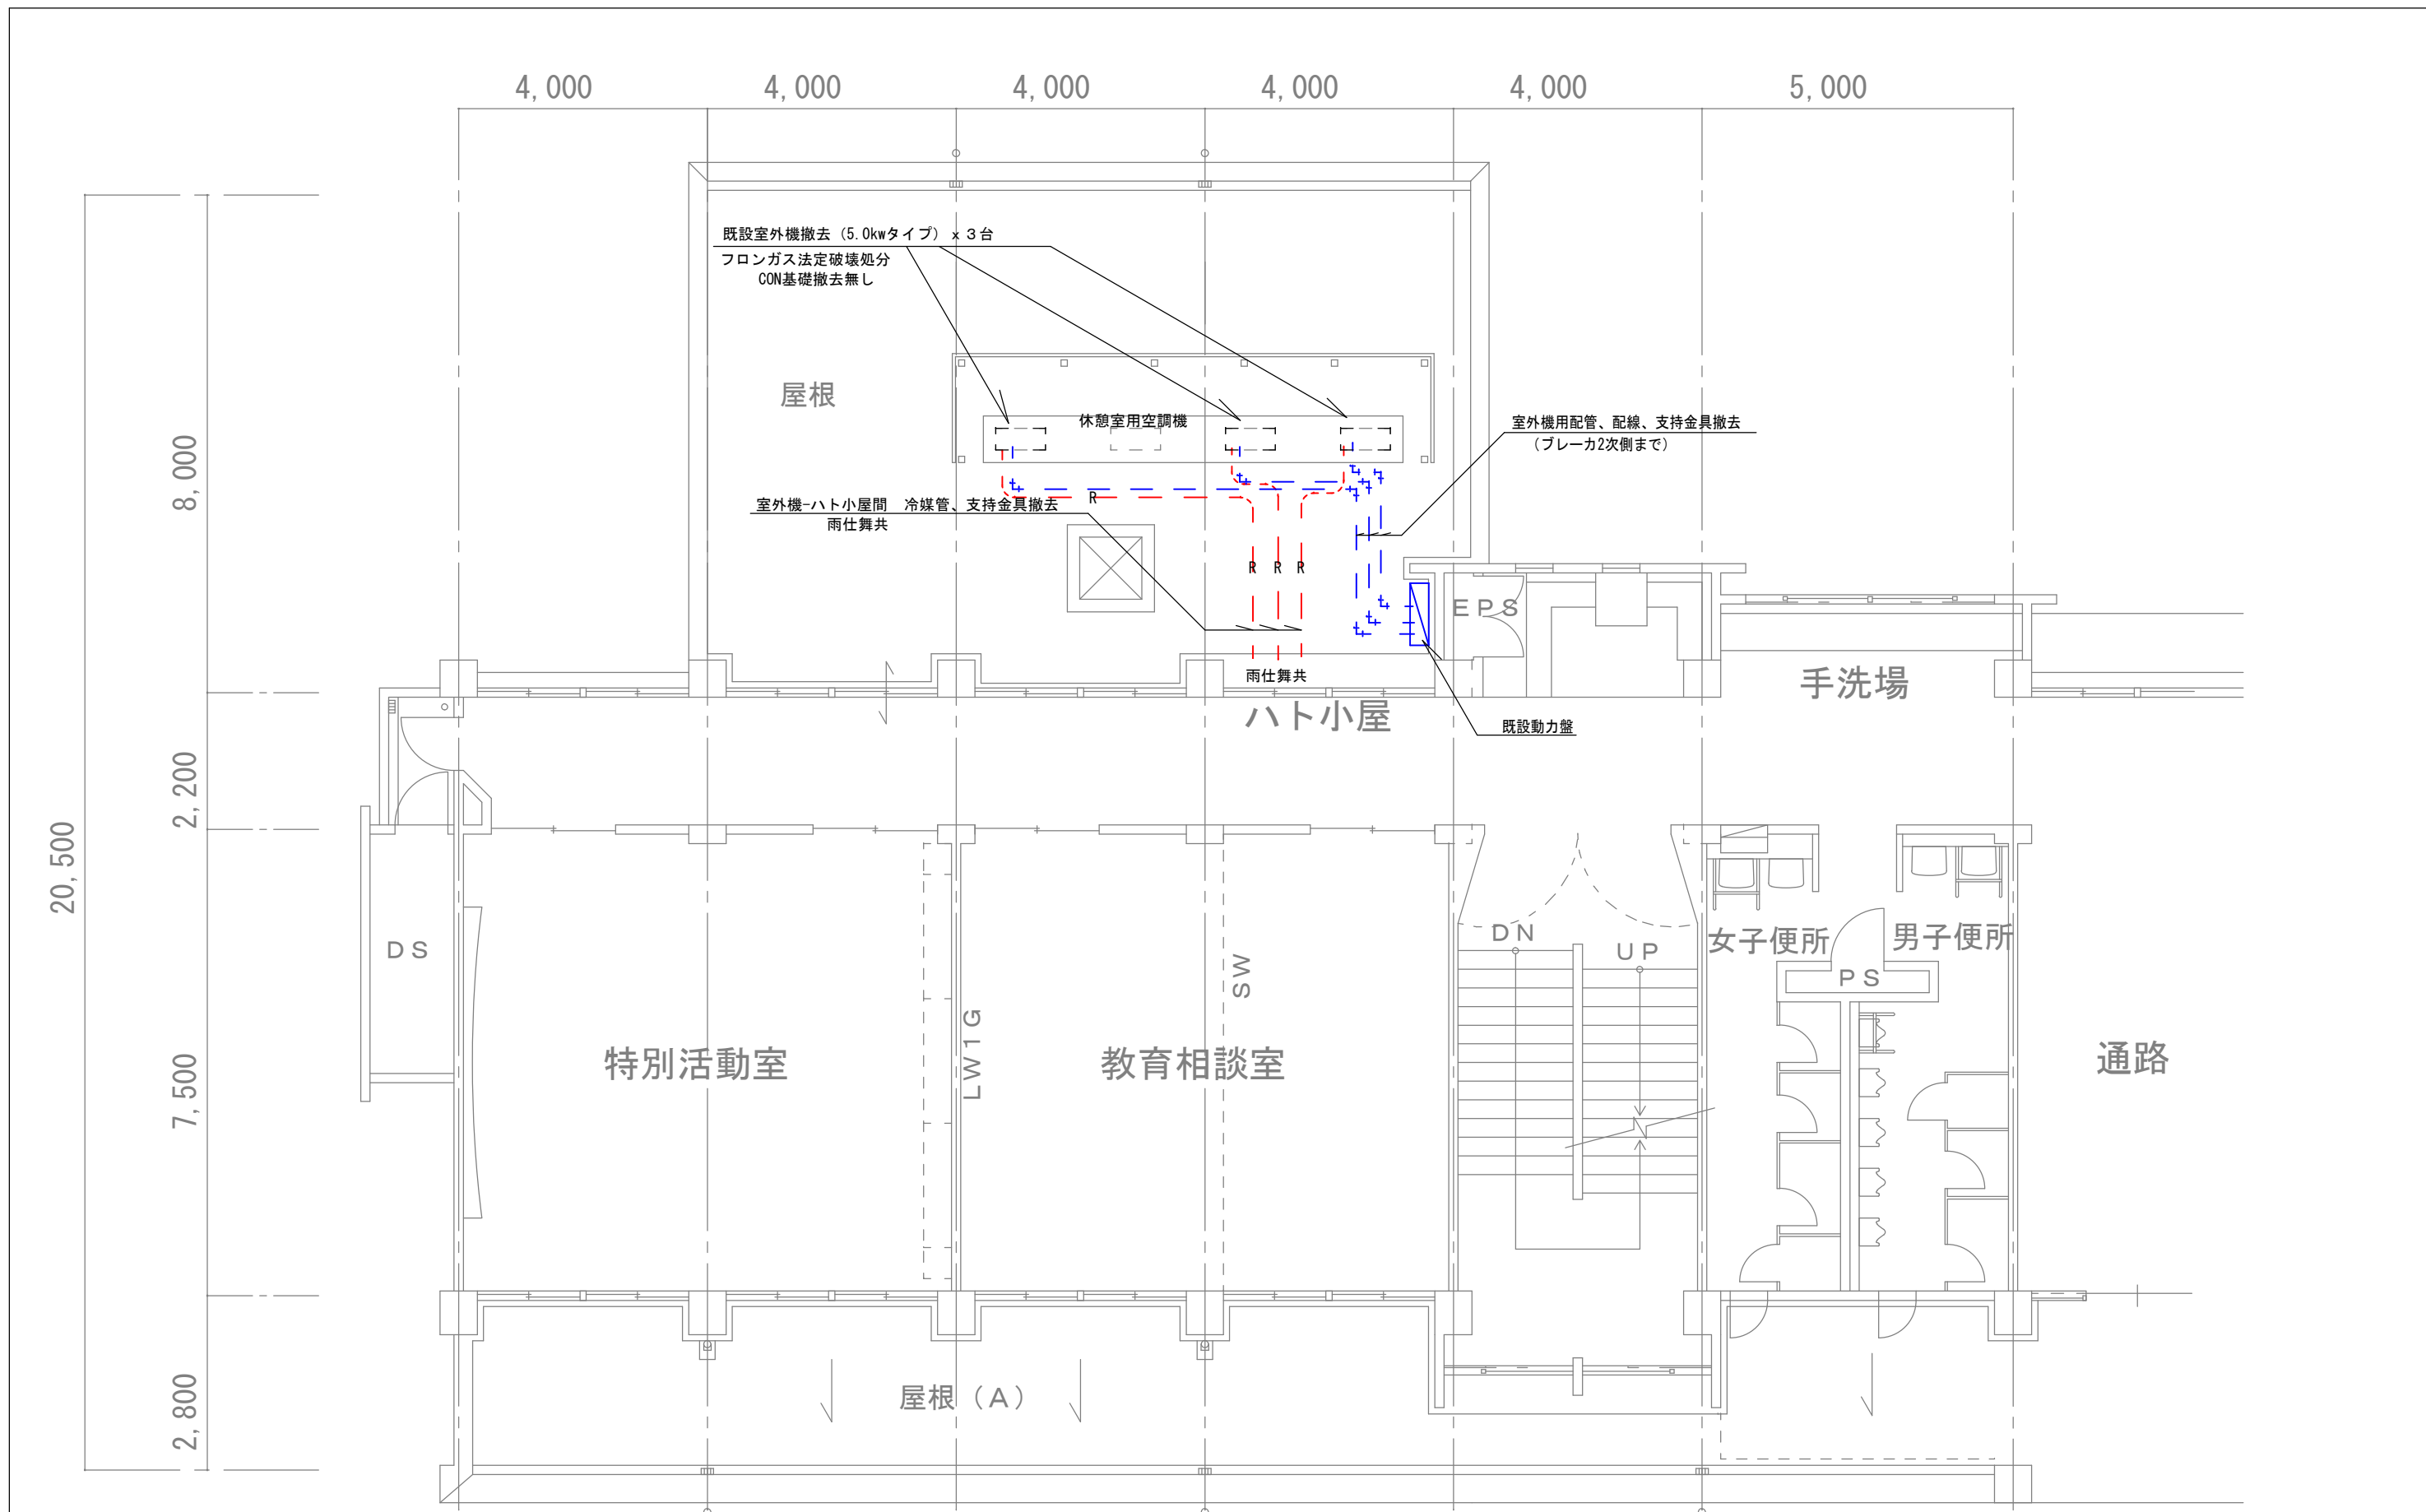 4,000
4,000
4,000
4,000
4,000
5,000
既設室外機撤去（5.0kwタイプ）ｘ３台
フロンガス法定破壊処分
CON基礎撤去無し
屋根
休憩室用空調機
室外機用配管、配線、支持金具撤去
（ブレーカ2次側まで）
8,000
R
室外機−ハト小屋間　冷媒管、支持金具撤去
雨仕舞共
R
R
R
ＥＰＳ
雨仕舞共
手洗場
ハト小屋
既設動力盤
2,200
20,500
ＤＳ
ＤＮ
ＵＰ
女子便所
男子便所
ＰＳ
ＳＷ
ＬＷ１Ｇ
特別活動室
教育相談室
通路
7,500
屋根（Ａ）
2,800